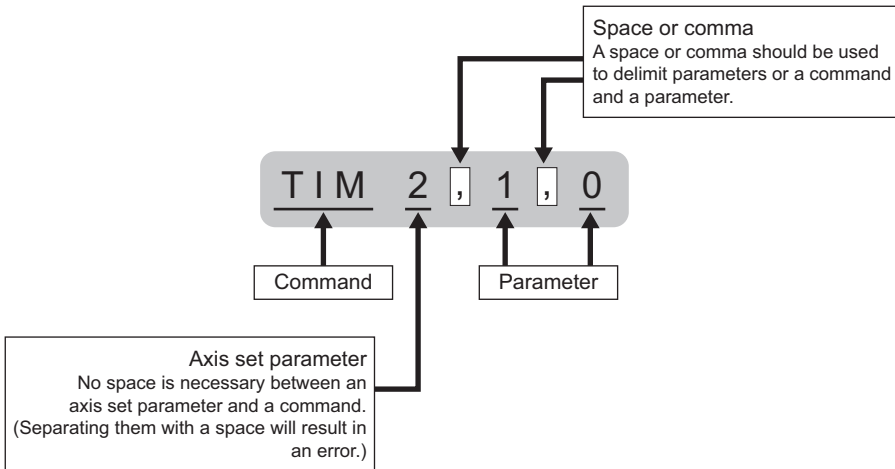 Space or comma
A space or comma should be used
to delimit parameters or a command
and a parameter.
TIM 2 , 1 , 0
Command
Parameter
Axis set parameter
No space is necessary between an
axis set parameter and a command.
(Separating them with a space will result in
an error.)